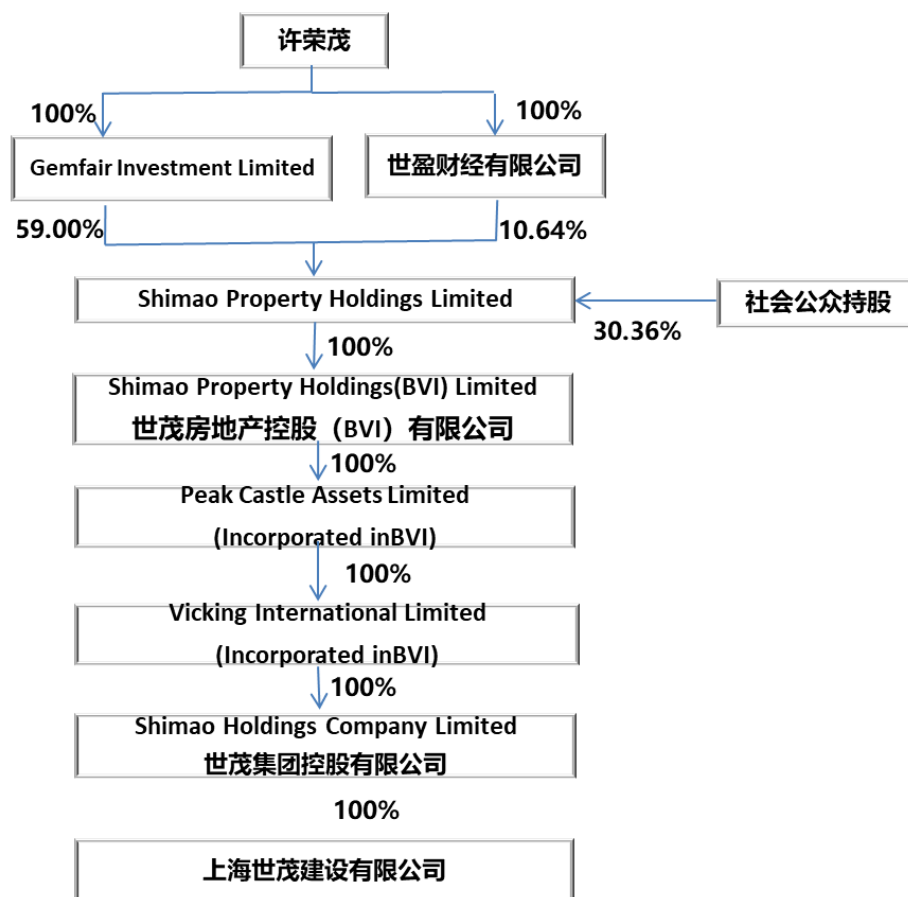 许荣茂
100%
100%
Gemfair Investment Limited
世盈财经有限公司
59.00%
10.64%
Shimao Property Holdings Limited
社会公众持股
30.36%
100%
Shimao Property Holdings(BVI) Limited
世茂房地产控股（BVI）有限公司
100%
Peak Castle Assets Limited
(Incorporated inBVI)
100%
Vicking International Limited
(Incorporated inBVI)
100%
Shimao Holdings Company Limited
世茂集团控股有限公司
100%
上海世茂建设有限公司